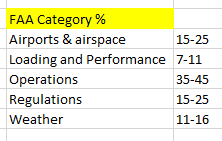 FAA Category %
Airports & airspace 15-25
Loading and Performance 7-11
Operations 35-45
Regulations 15-25
Weather 11-16